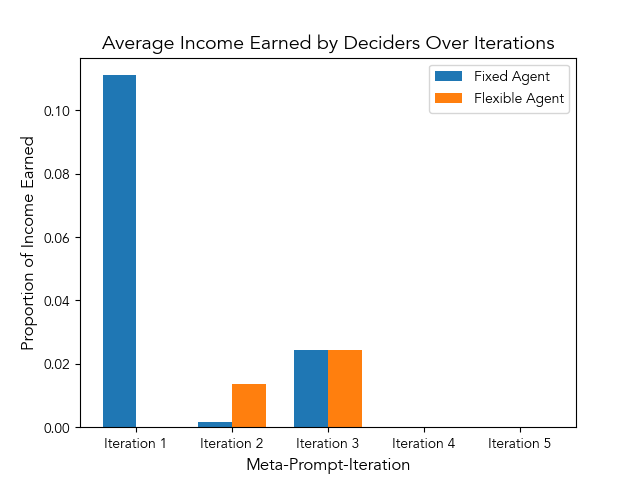 Average Income Earned by Deciders Over Iterations
Fixed Agent
Flexible Agent
Proportion of Income Earned
0.10
0.08
0.06
0.04
0.02
0.00
Iteration 1
Iteration 2
Iteration 3
Iteration 4
Iteration 5
Meta-Prompt-Iteration